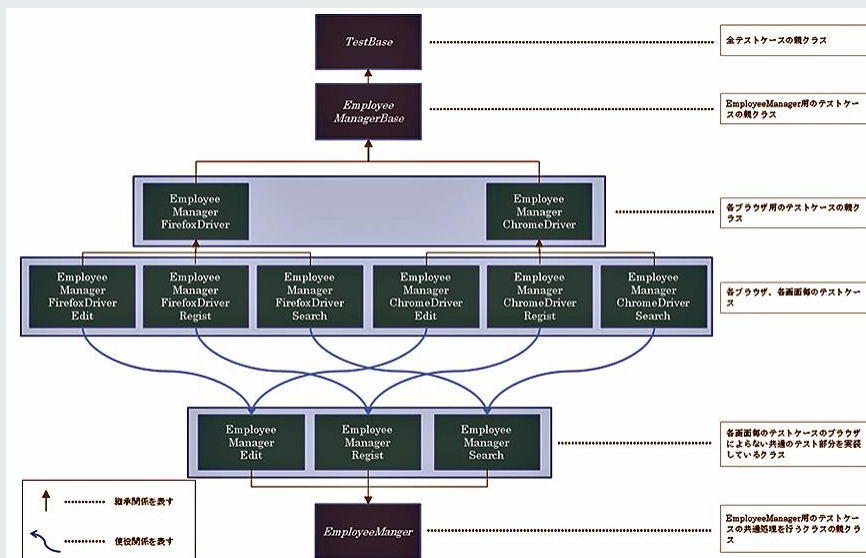 TestBase
全テストケースの親クラス
Employee
ManagerBase
EmployeeManager用のテストケー
スの親クラス
Employee
Manager
FirefoxDriver
Employee
Manager
ChromeDriver
各ブラウザ用のテストケースの親ク
ラス
Employee
Manager
FirefoxDriver
Edit
Employee
Manager
FirefoxDriver
Regist
Employee
Manager
FirefoxDriver
Search
Employee
Manager
ChromeDriver
Edit
Employee
Manager
ChromeDriver
Regist
Employee
Manager
ChromeDriver
Search
各ブラウザ、各画面毎のテストケー
ス
Employee
Manager
Edit
Employee
Manager
Regist
Employee
Manager
Search
各画面毎のテストケースのブラウザ
によらない共通のテスト部分を実装
しているクラス
継承関係を表す
使役関係を表す
EmployeeManger
EmployeeManager用のテストケー
スの共通処理を行うクラスの親クラ
ス